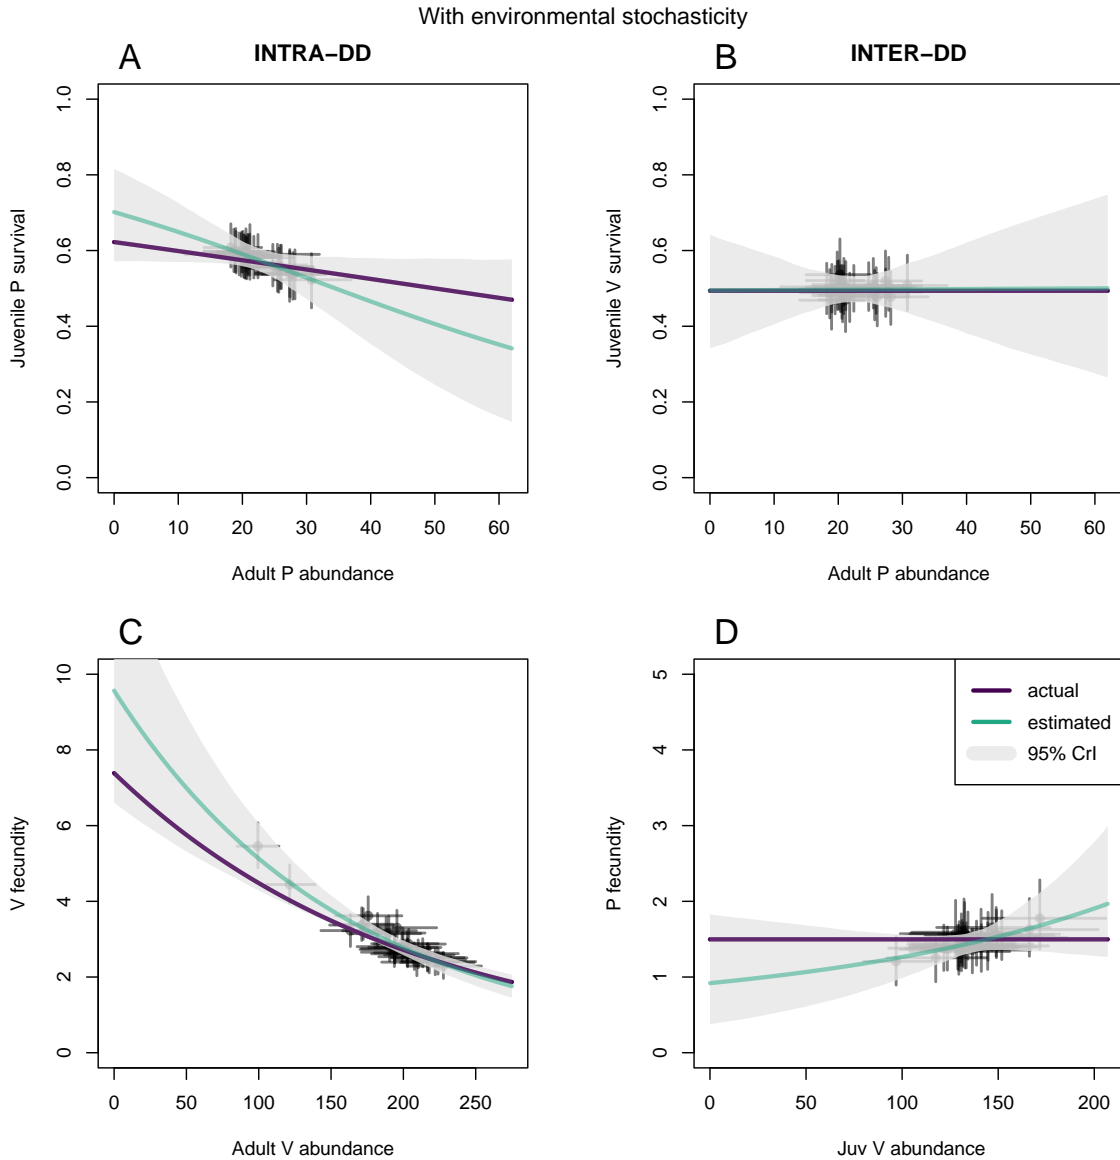 With environmental stochasticity
A
INTRA−DD
B
INTER−DD
Juvenile P survival
0.0 0.2 0.4 0.6 0.8 1.0
0 10 20 30 40 50 60
Adult P abundance
Juvenile V survival
0.0 0.2 0.4 0.6 0.8 1.0
0 10 20 30 40 50 60
Adult P abundance
C
D
V fecundity
0 2 4 6 8 10
0 50 100 150 200 250
Adult V abundance
P fecundity
0 1 2 3 4 5
0 50 100 150 200
Juv V abundance
actual
estimated
95% CrI